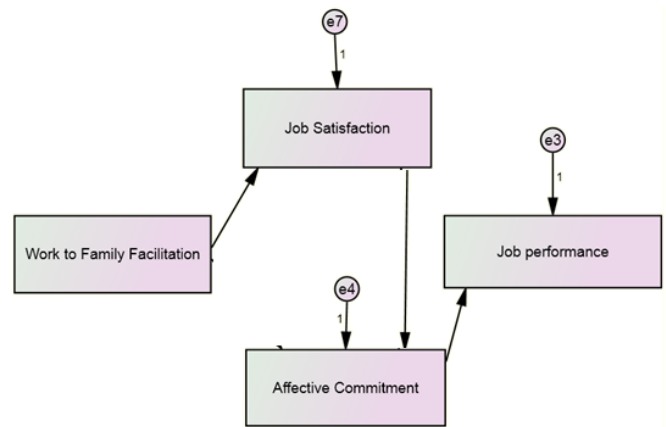 e7
1
Job Satisfaction
e3
1
Work to Family Facilitation
Job performance
e4
1
Affective Commitment